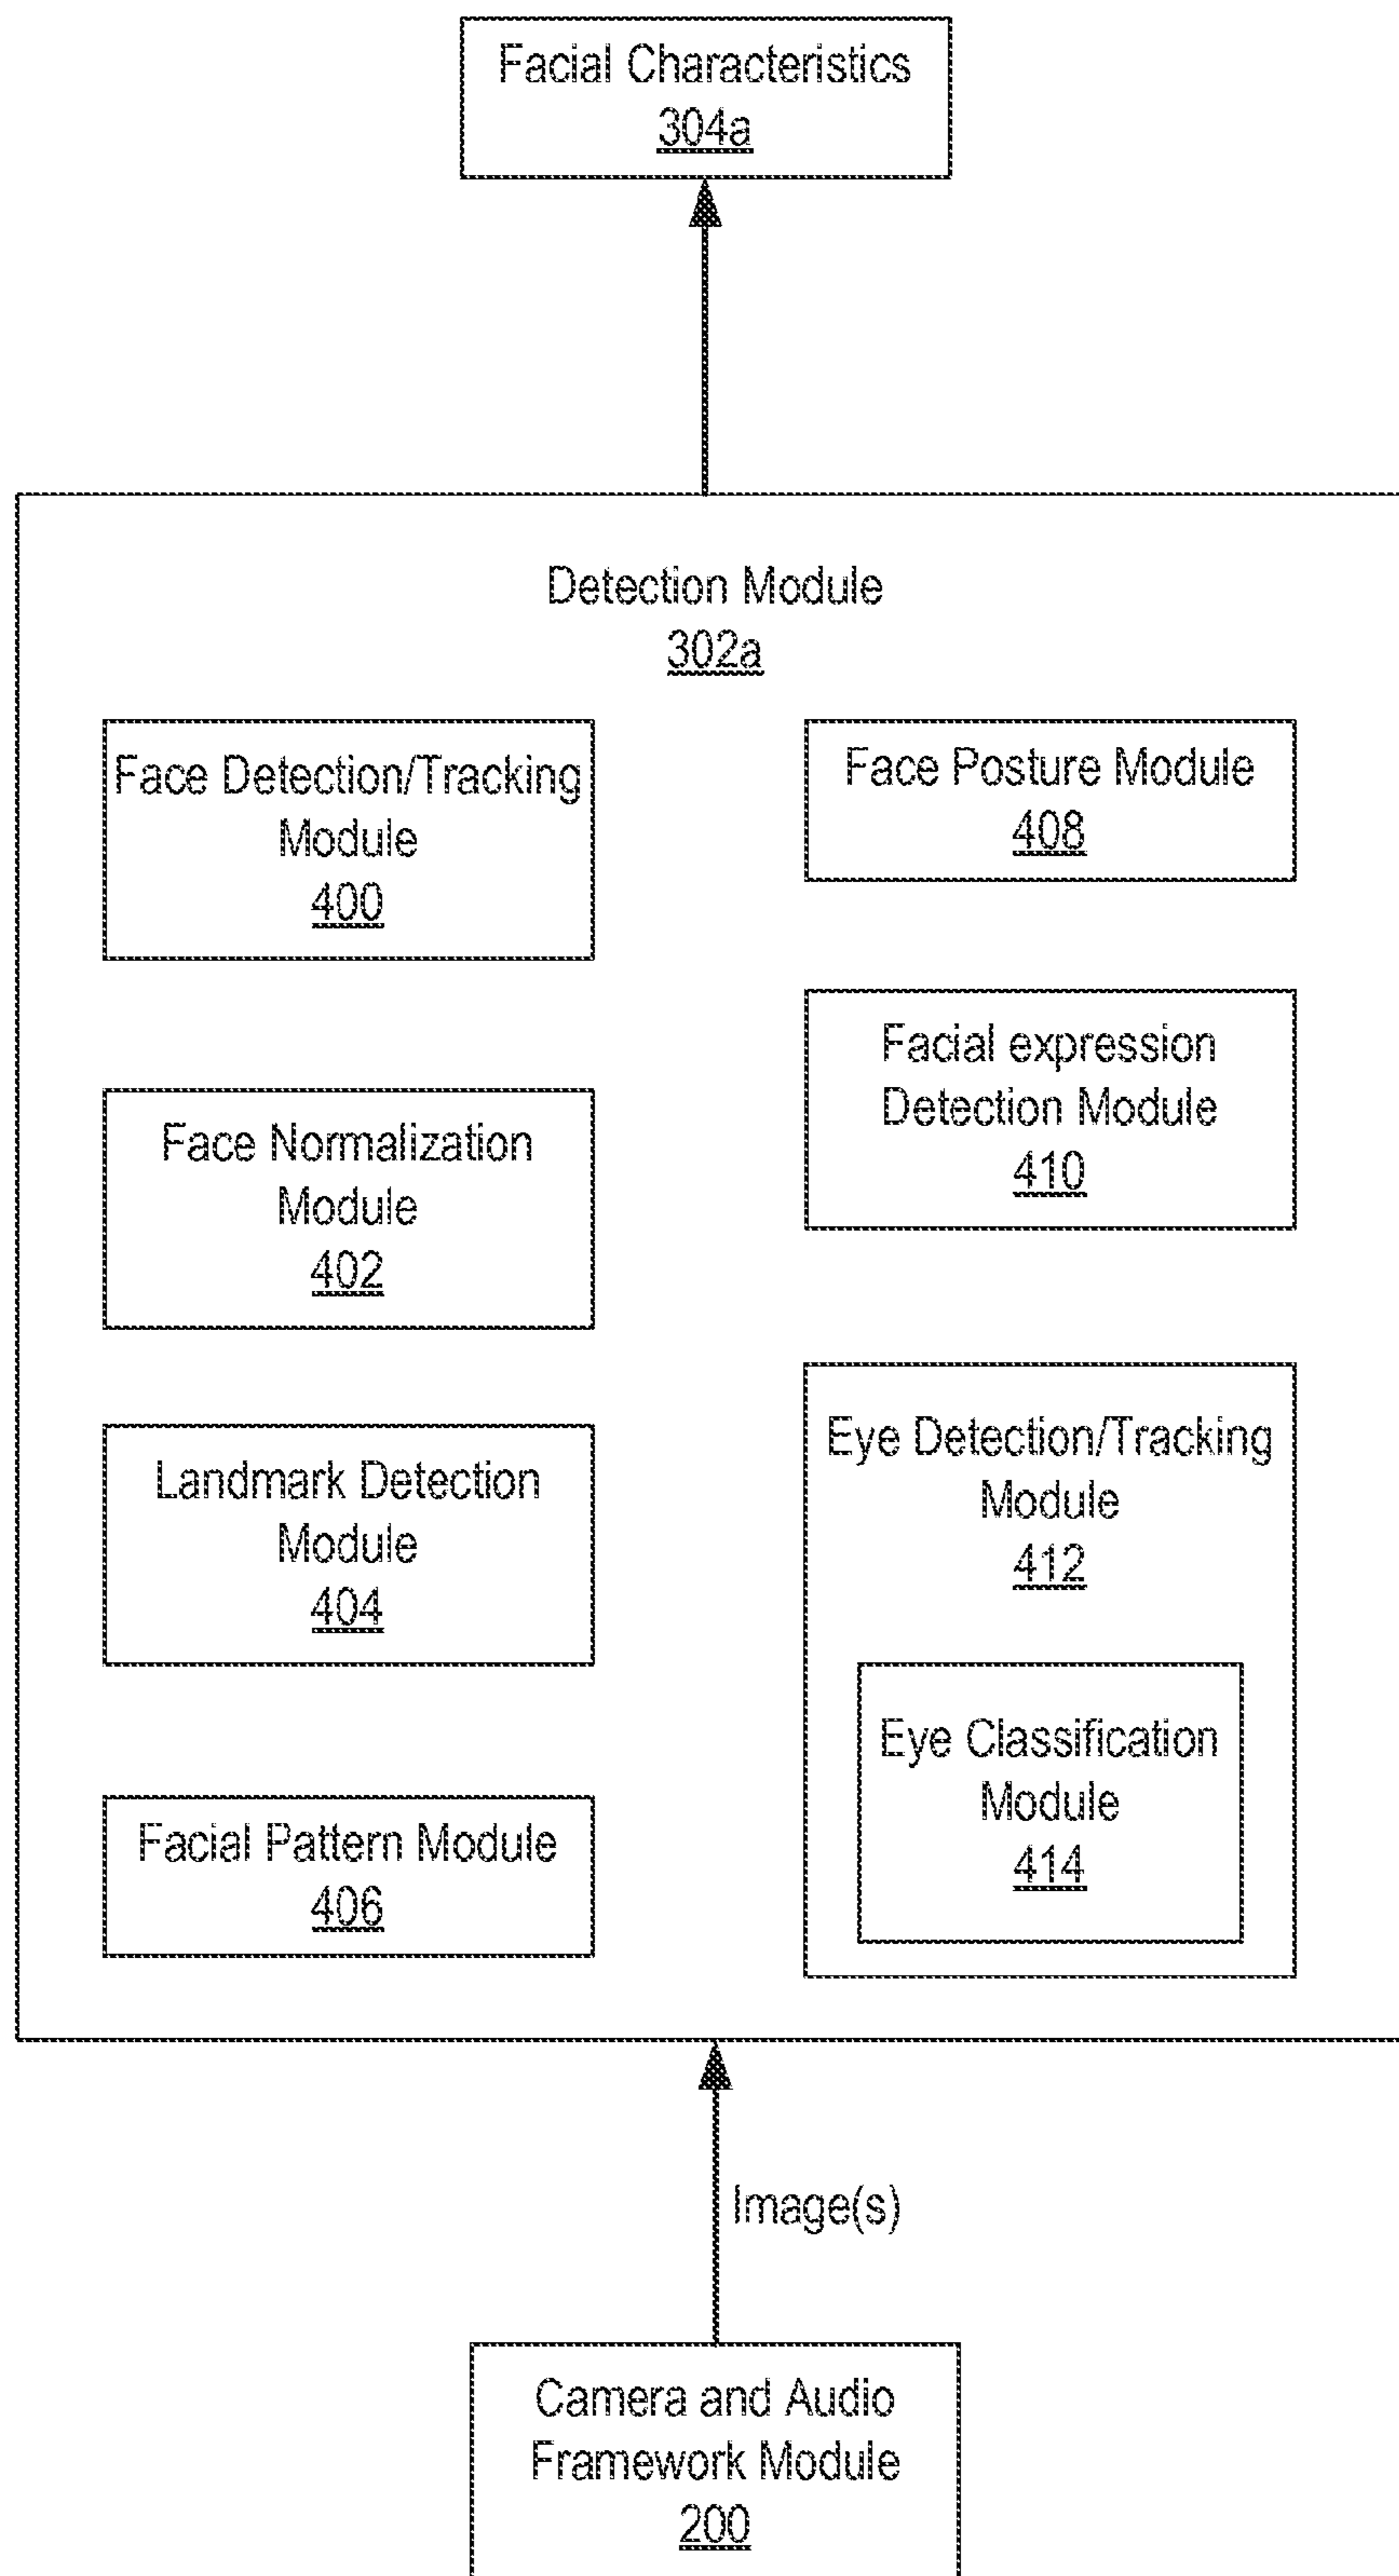 Facial Characteristics
304a
Detection Module
302a
Face Detection/Tracking
Module
400
Face Normalization
Module
402
Landmark Detection
Module
404
Facial Pattern Module
406
Face Posture Module
408
Facial expression
Detection Module
410
Eye Detection/Tracking
Module
412
Eye Classification
Module
414
Image(s)
Camera and Audio
Framework Module
200